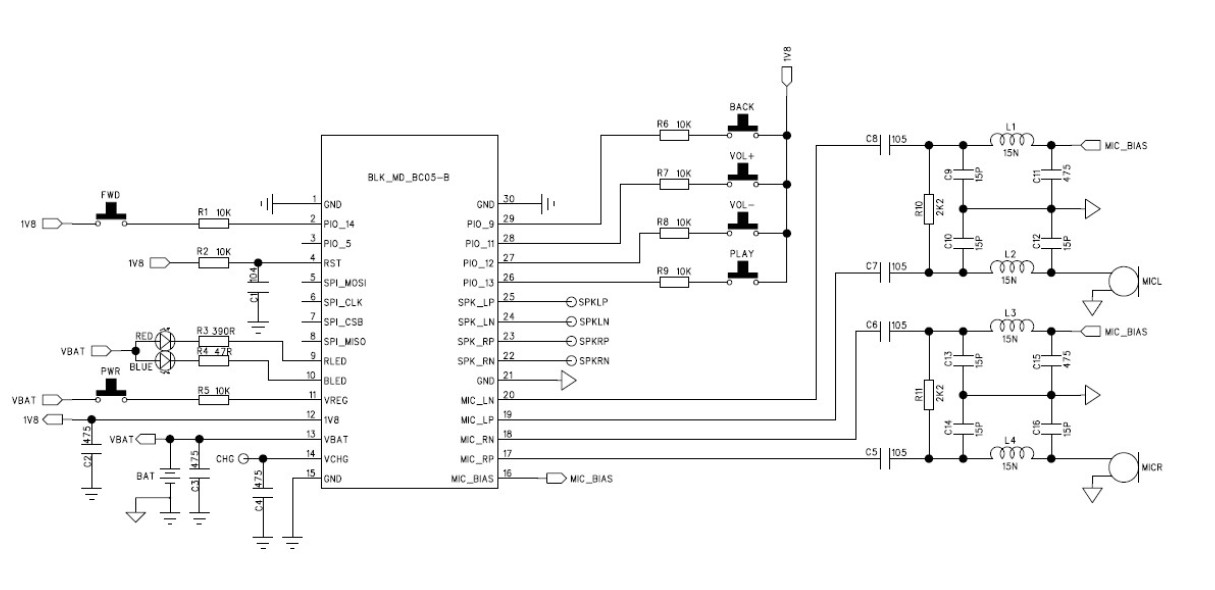 1V8
BACK
R6 10K
VOL+
R7 10K
VOL-
R8 10K
PLAY
R9 10K
BLK_MD_BC05-B
FWD
1V8
R1 10K
1V8
R2 10K
C1 104
RED
BLUE
VBAT
R3 390R
R4 47R
PWR
VBAT
R5 10K
1V8
C2 475
VBAT
BAT
C3 475
CHG
C4 475
1 GND
2 PIO_14
3 PIO_5
4 RST
5 SPI_MOSI
6 SPI_CLK
7 SPI_CSB
8 SPI_MISO
9 RLED
10 BLED
11 VREG
12 1V8
13 VBAT
14 VCHG
15 GND
GND 30
PIO_9 29
PIO_11 28
PIO_12 27
PIO_13 26
SPK_LP 25
SPK_LN 24
SPK_RP 23
SPK_RN 22
GND 21
MIC_LN 20
MIC_LP 19
MIC_RN 18
MIC_RP 17
MIC_BIAS 16
SPKLP
SPKLN
SPKRP
SPKRN
MIC_BIAS
C8 105
L1
15N
MIC_BIAS
C9 15P
C11 475
R10 2K2
C10 15P
C12 15P
C7 105
L2
15N
MICL
C6 105
L3
15N
MIC_BIAS
C13 15P
C15 475
R11 2K2
C14 15P
C16 15P
C5 105
L4
15N
MICR